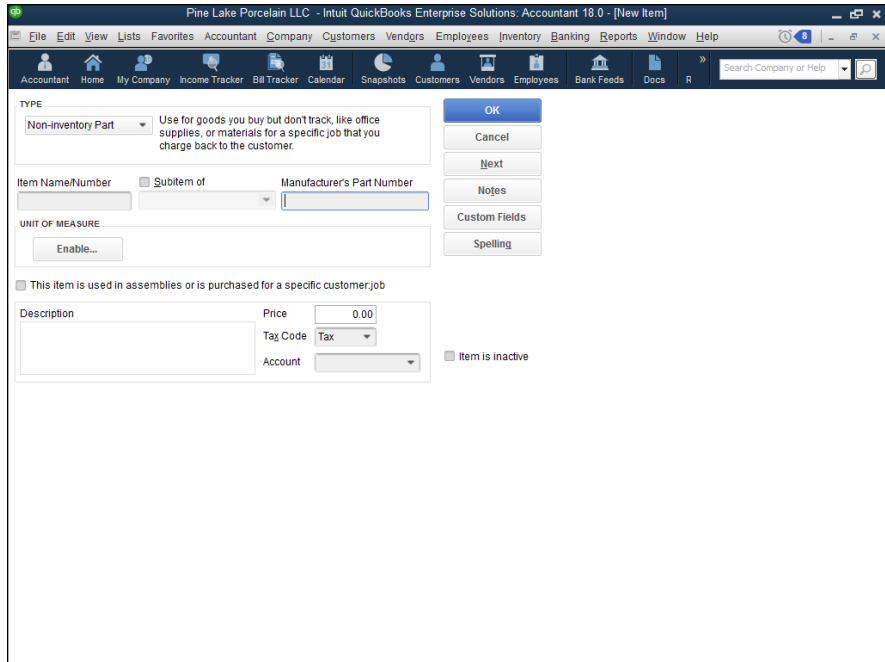 qb
Pine Lake Porcelain LLC - Intuit QuickBooks Enterprise Solutions: Accountant 18.0 - [New Item]
File Edit View Lists Favorites Accountant Company Customers Vendors Employees Inventory Banking Reports Window Help 8
31
Accountant Home My Company Income Tracker Bill Tracker Calendar Snapshots Customers Vendors Employees Bank Feeds Docs R » Search Company or Help
TYPE
Non-inventory Part
Use for goods you buy but don't track, like office
supplies, or materials for a specific job that you
charge back to the customer.
OK
Cancel
Next
Notes
Custom Fields
Spelling
Item Name/Number Subitem of Manufacturer's Part Number
UNIT OF MEASURE
Enable...
This item is used in assemblies or is purchased for a specific customer:job
Description Price 0.00
Tax Code Tax
Account
Item is inactive